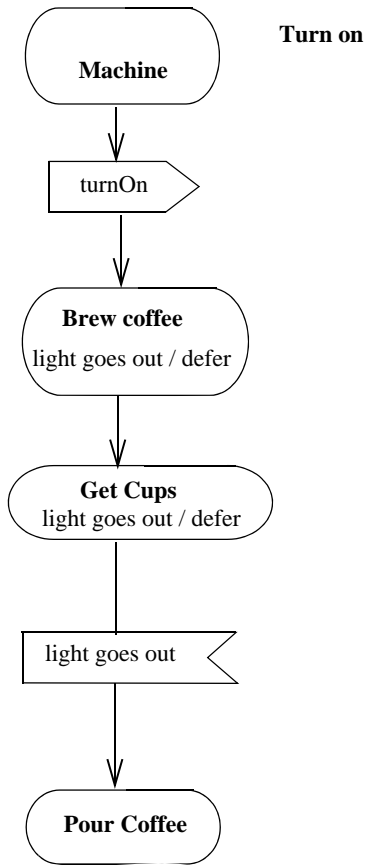 Turn on
Machine
turnOn
Brew coffee
light goes out / defer
Get Cups
light goes out / defer
light goes out
Pour Coffee